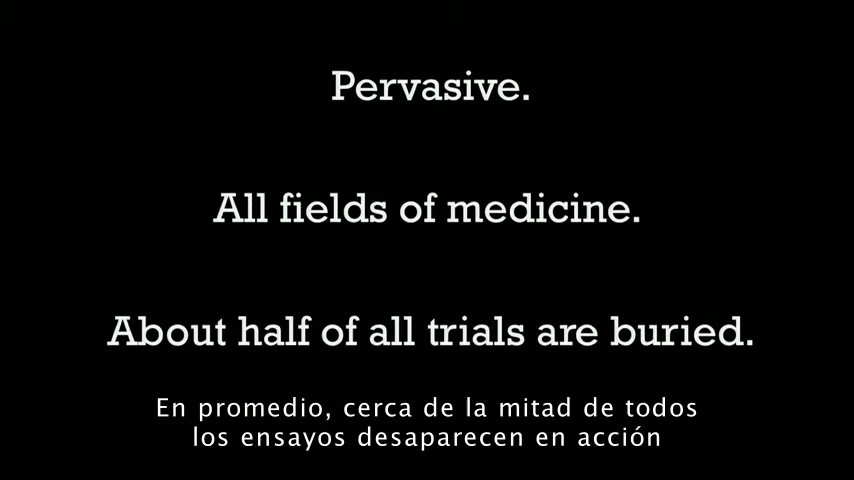 Pervasive.
All fields of medicine.
About half of all trials are buried.
En promedio, cerca de la mitad de todos
los ensayos desaparecen en acción